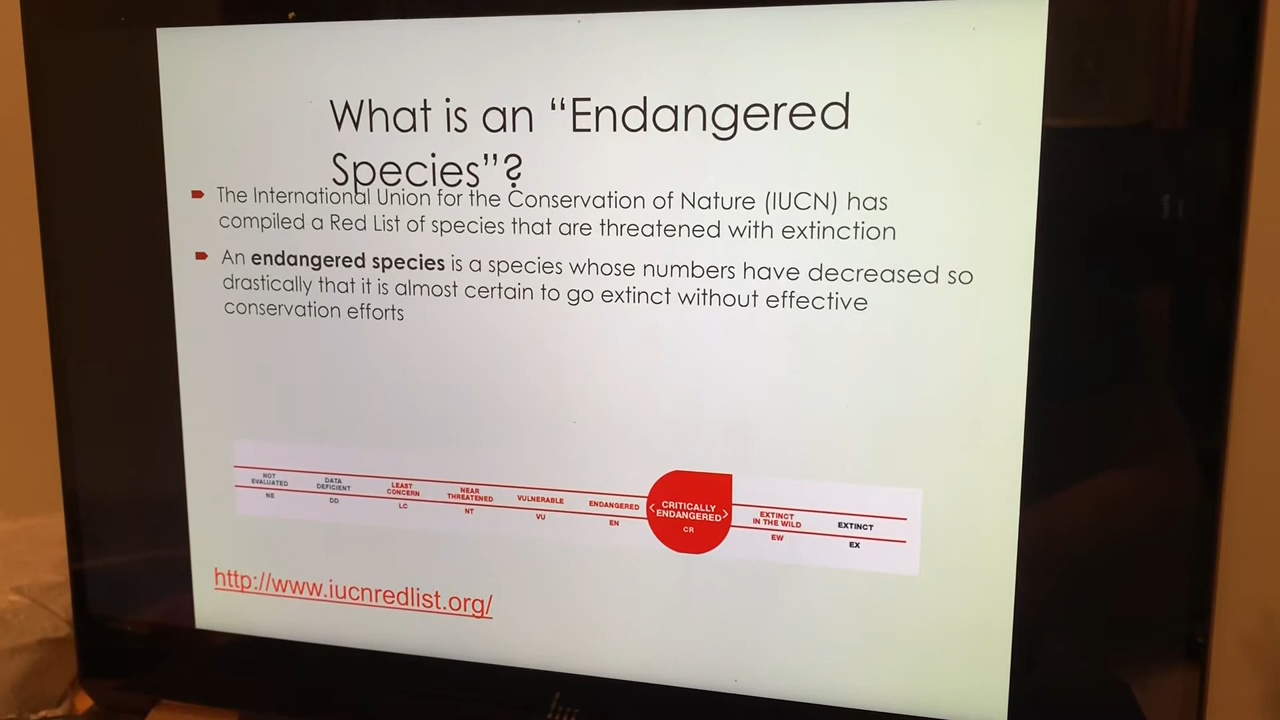 What is an “Endangered
Species”?
The International Union for the Conservation of Nature (IUCN) has
compiled a Red List of species that are threatened with extinction
An endangered species is a species whose numbers have decreased so
drastically that it is almost certain to go extinct without effective
conservation efforts
NOT
EVALUATED
NE
DATA
DEFICIENT
DD
LEAST
CONCERN
LC
NEAR
THREATENED
NT
VULNERABLE
VU
ENDANGERED
EN
< CRITICALLY
ENDANGERED >
CR
EXTINCT
IN THE WILD
EW
EXTINCT
EX
http://www.iucnredlist.org/